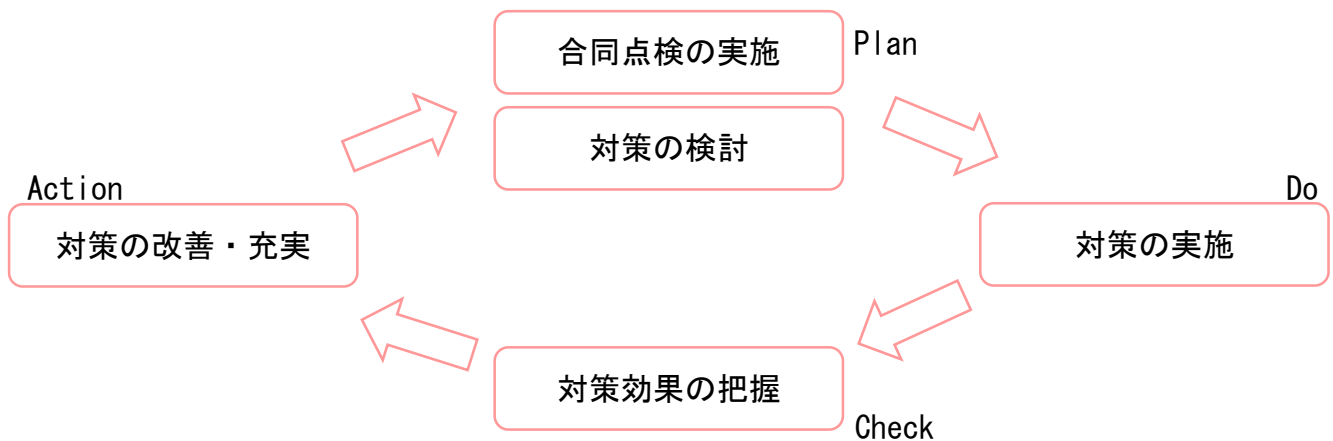 合同点検の実施
Plan
対策の検討
Action
Do
対策の改善・充実
対策の実施
対策効果の把握
Check